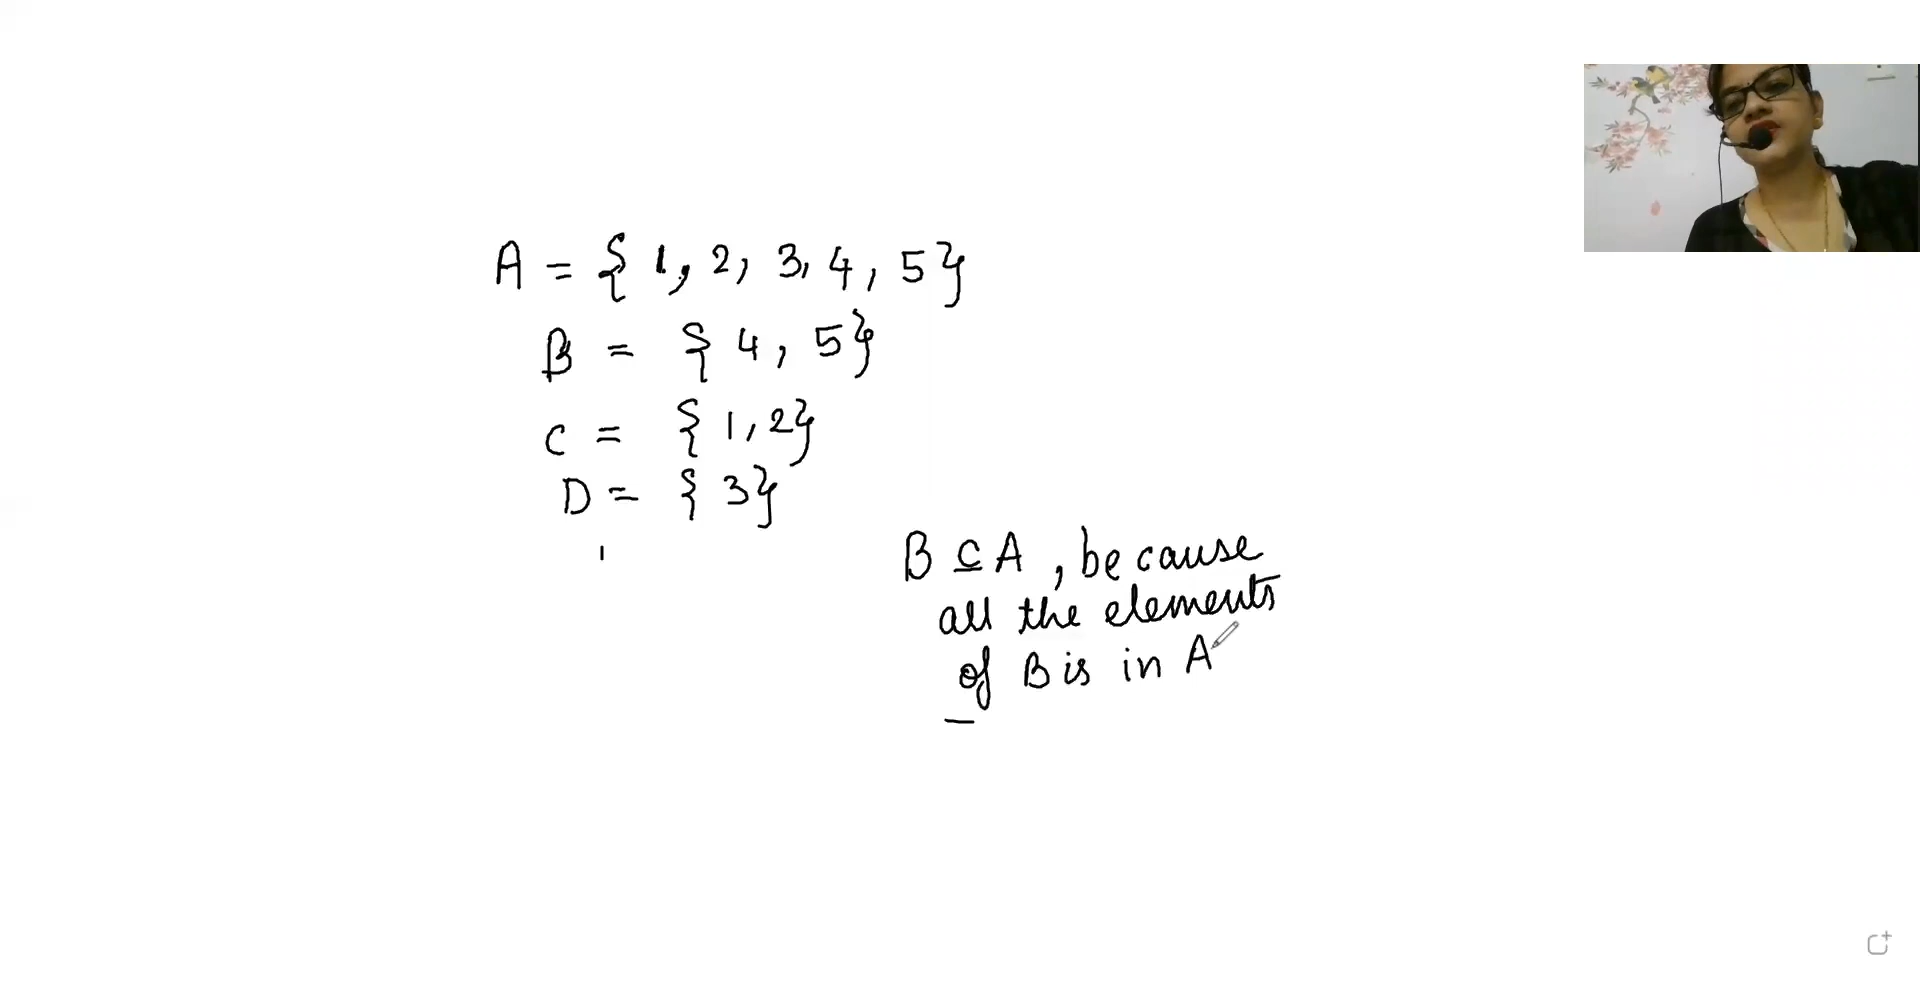 A = { 1, 2, 3, 4, 5}
B = { 4, 5}
C = { 1, 2}
D = { 3}
B ⊆ A, because
all the elements
of B is in A